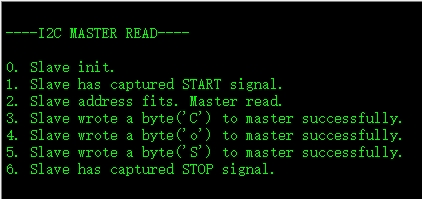 ----I2C MASTER READ----
0. Slave init.
1. Slave has captured START signal.
2. Slave address fits. Master read.
3. Slave wrote a byte('C') to master successfully.
4. Slave wrote a byte('o') to master successfully.
5. Slave wrote a byte('S') to master successfully.
6. Slave has captured STOP signal.